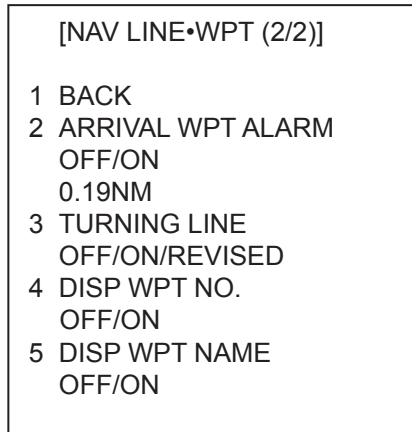 [NAV LINE•WPT (2/2)]
1 BACK
2 ARRIVAL WPT ALARM
OFF/ON
0.19NM
3 TURNING LINE
OFF/ON/REVISED
4 DISP WPT NO.
OFF/ON
5 DISP WPT NAME
OFF/ON